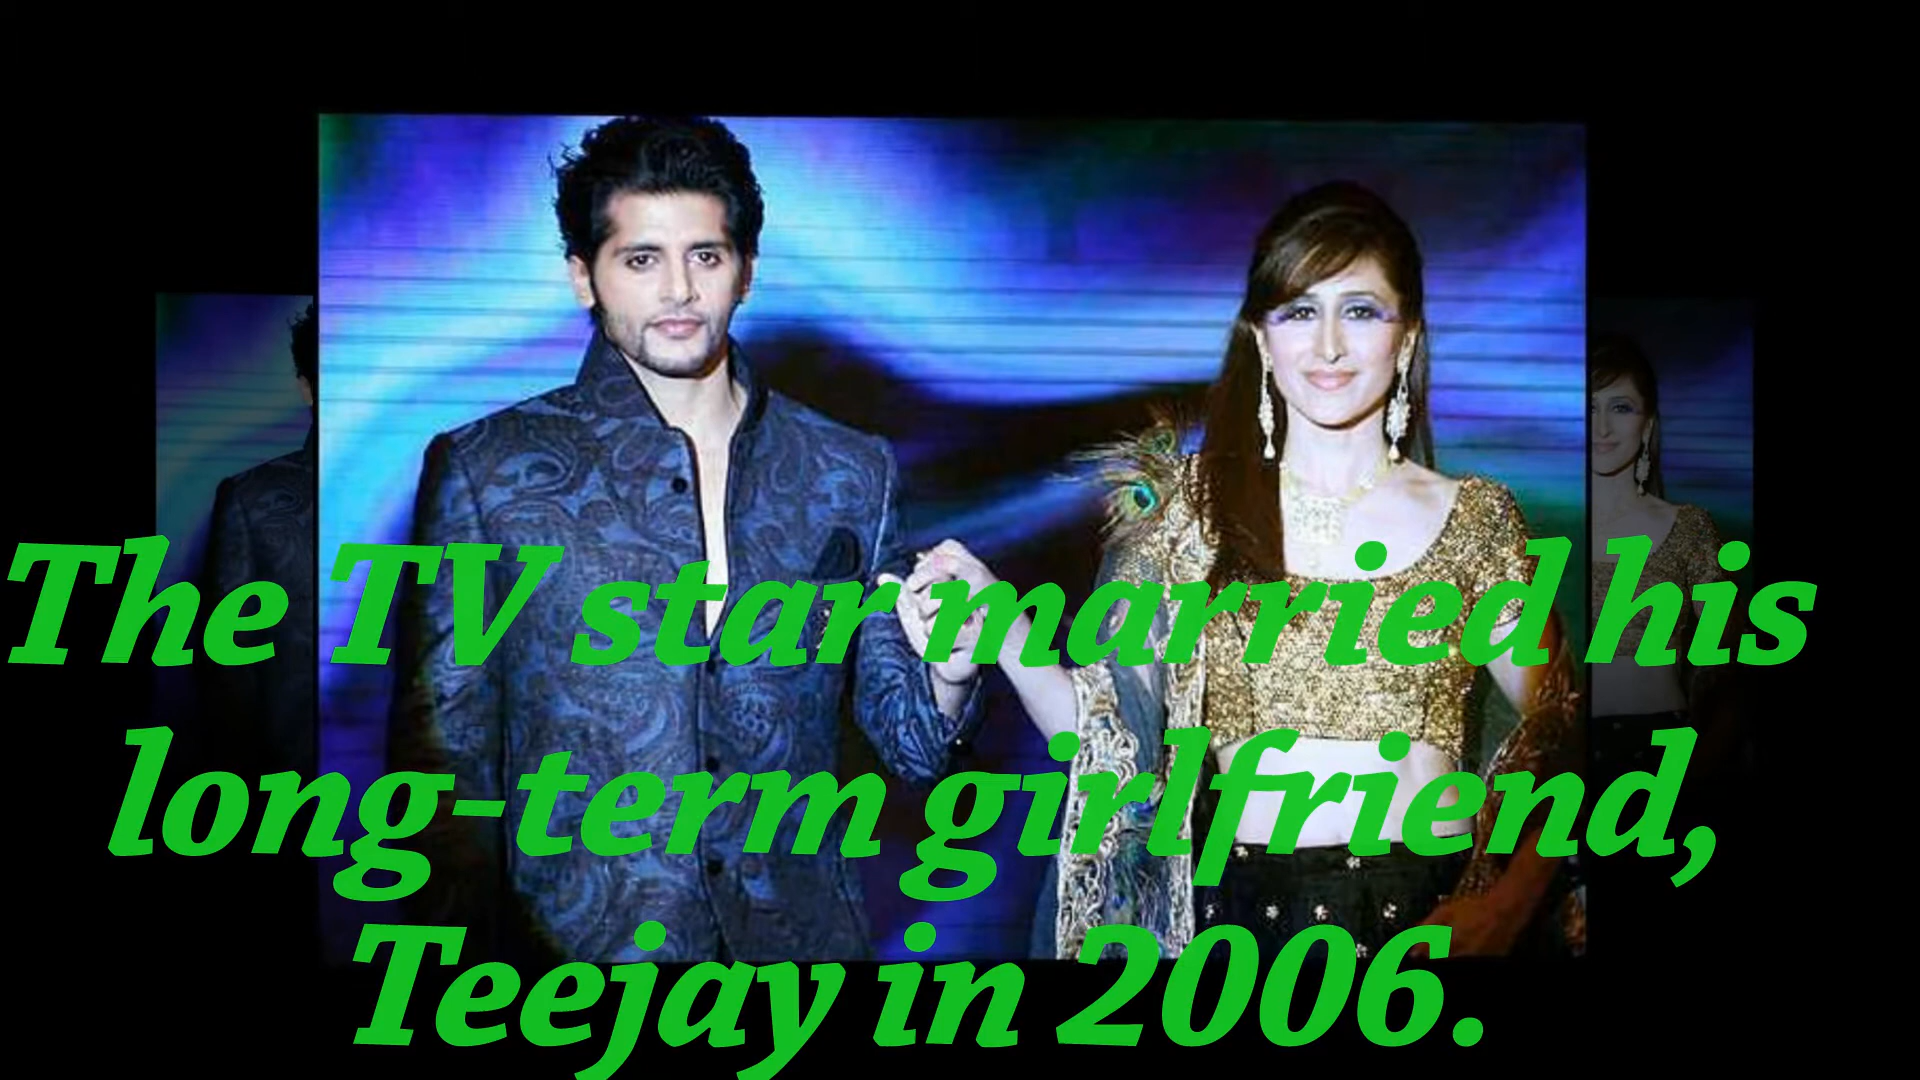 The TV star married his
long-term girlfriend,
Teejay in 2006.